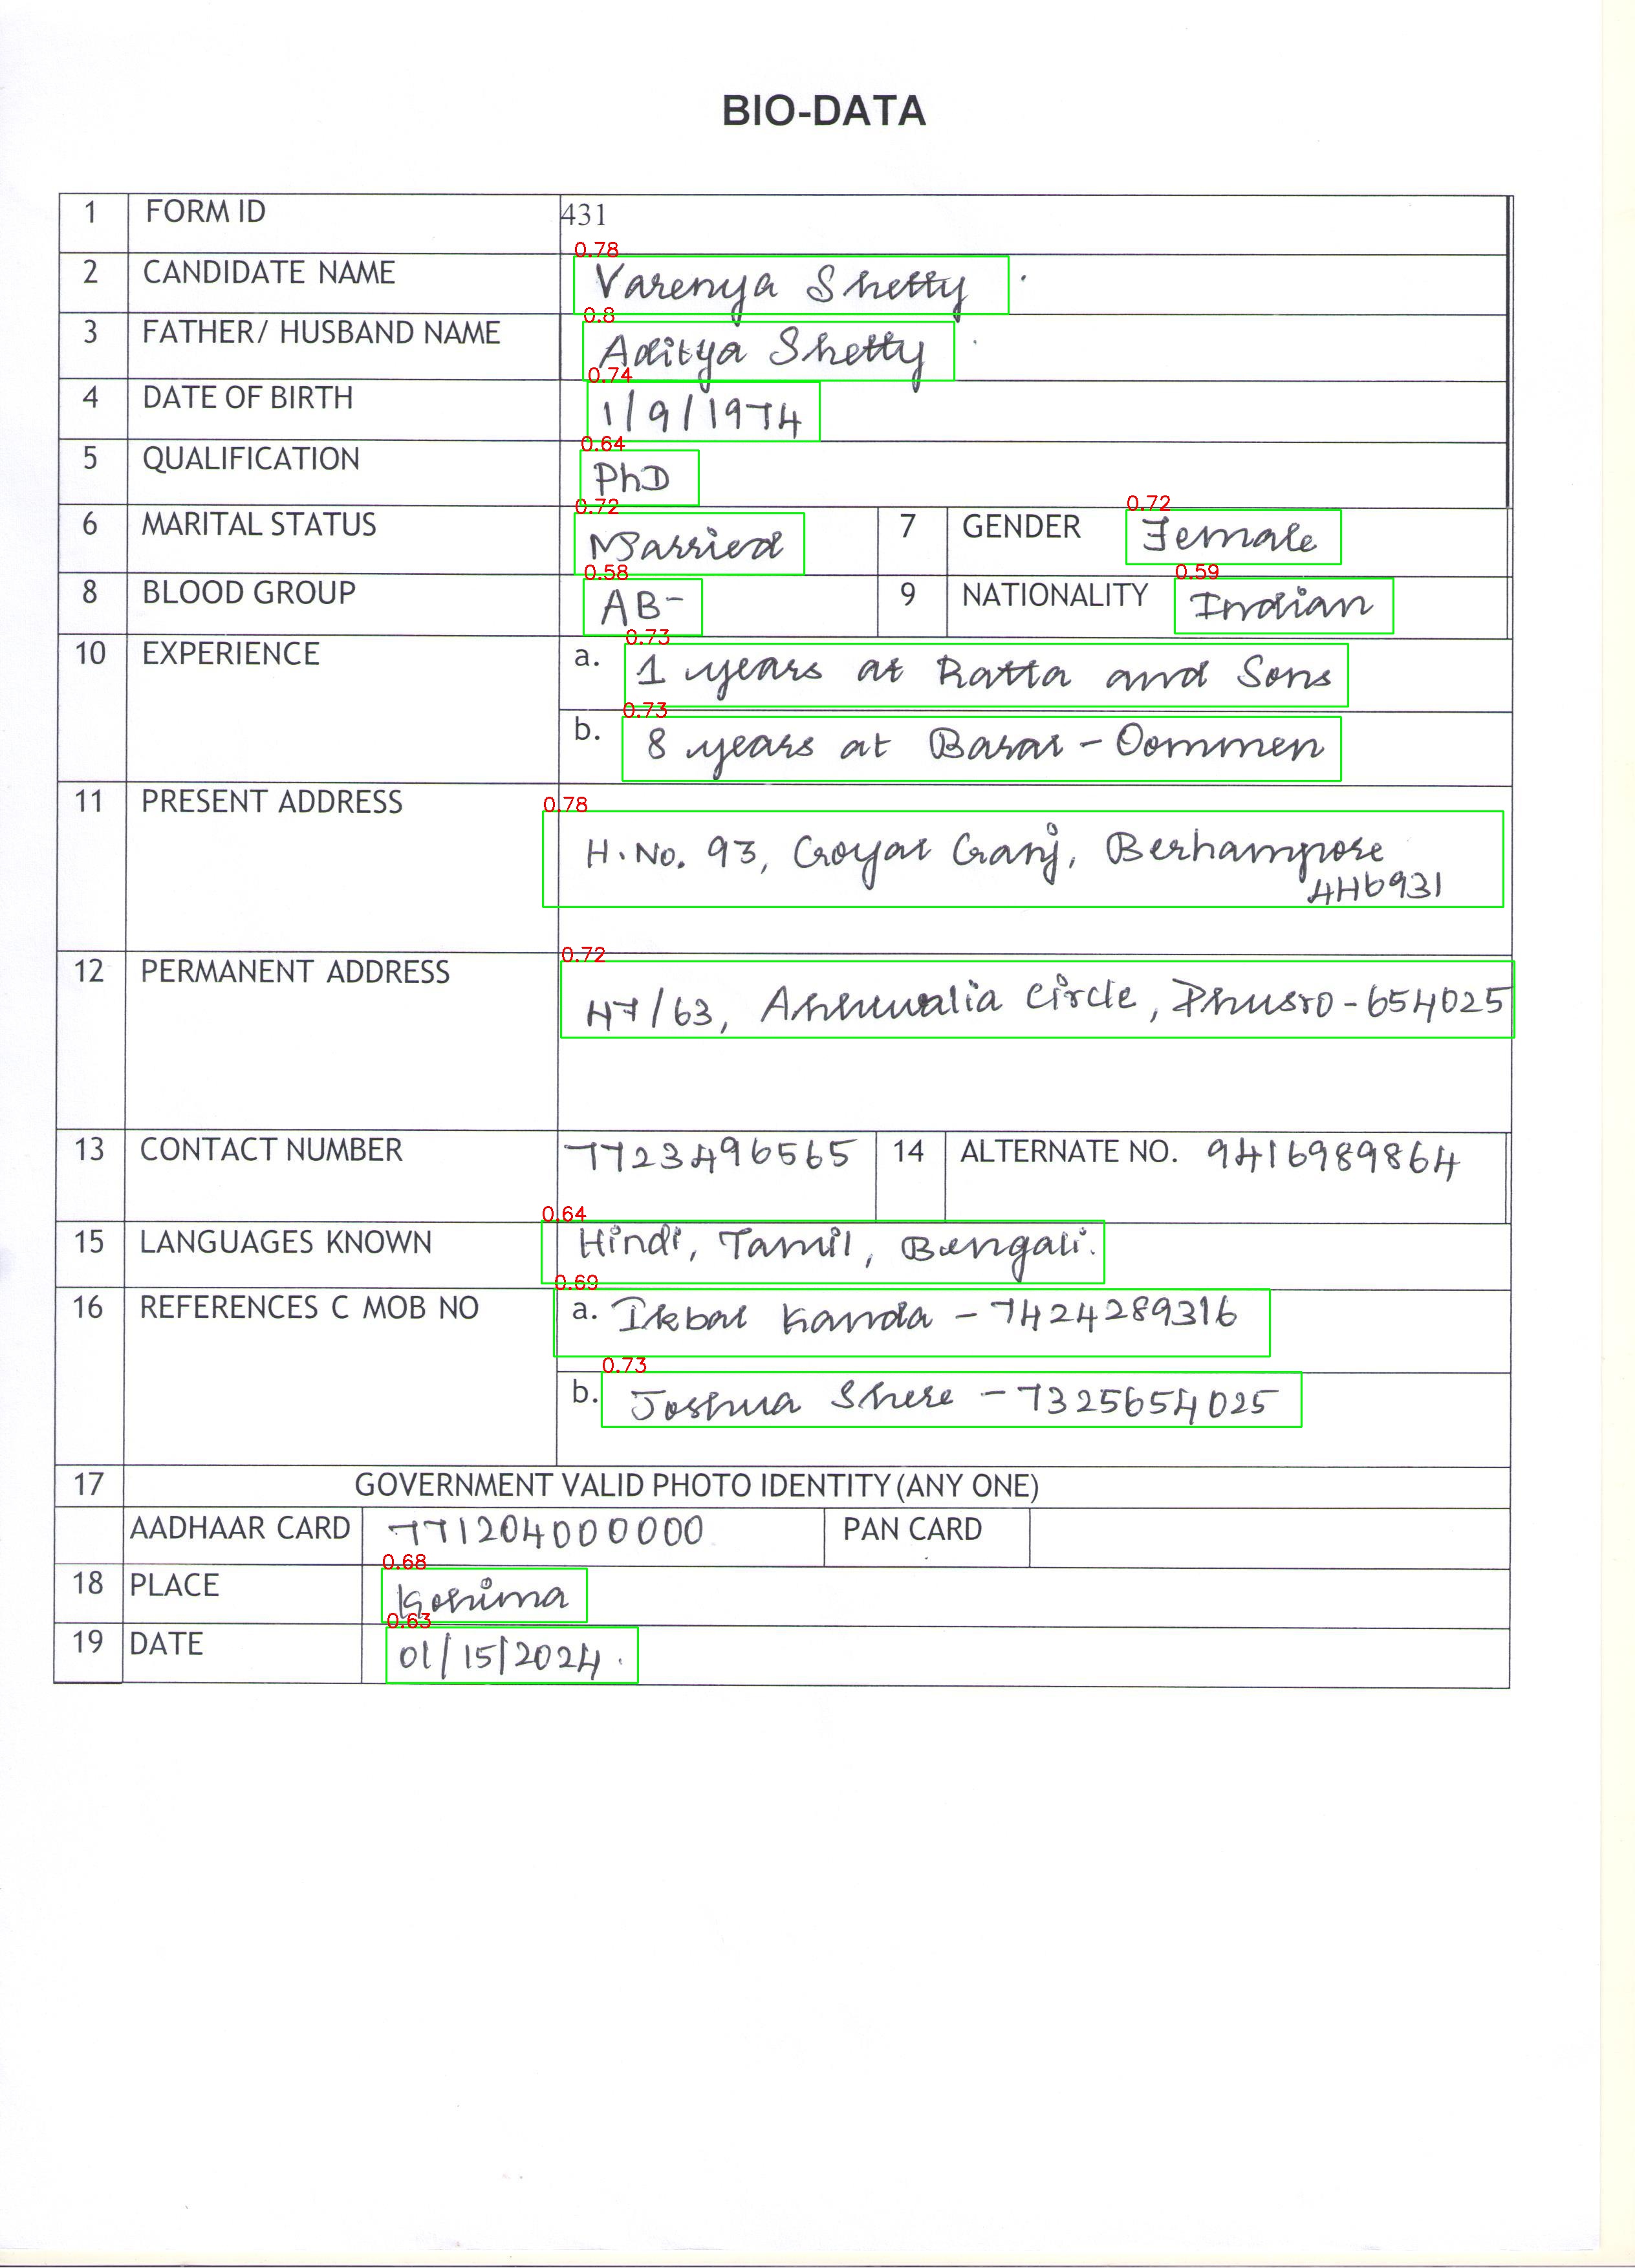 BIO-DATA
1 FORM ID 431
0.78
2 CANDIDATE NAME Varenya Shetty
0.8
3 FATHER/ HUSBAND NAME Aditya Shetty
0.74
4 DATE OF BIRTH 1/9/1974
0.64
5 QUALIFICATION PhD
0.72 0.72
6 MARITAL STATUS Married 7 GENDER Female
0.58 0.59
8 BLOOD GROUP AB- 9 NATIONALITY Indian
0.73
10 EXPERIENCE a. 1 years at Ratta and Sons
0.73
b. 8 years at Basar - Oommen
0.78
11 PRESENT ADDRESS H.No. 93, Goyal Ganj, Berhampore
446931
0.72
12 PERMANENT ADDRESS 47/63, Ahluwalia Circle, Phusro - 654025
13 CONTACT NUMBER 7723496565 14 ALTERNATE NO. 9416989864
0.64
15 LANGUAGES KNOWN Hindi, Tamil, Bengali.
0.69
16 REFERENCES C MOB NO a. Ikbal Kanda - 7424289316
0.73
b. Joshua Shere - 7325654025
17 GOVERNMENT VALID PHOTO IDENTITY (ANY ONE)
AADHAAR CARD 771204000000 PAN CARD
0.68
18 PLACE Kohima
0.63
19 DATE 01/15/2024.